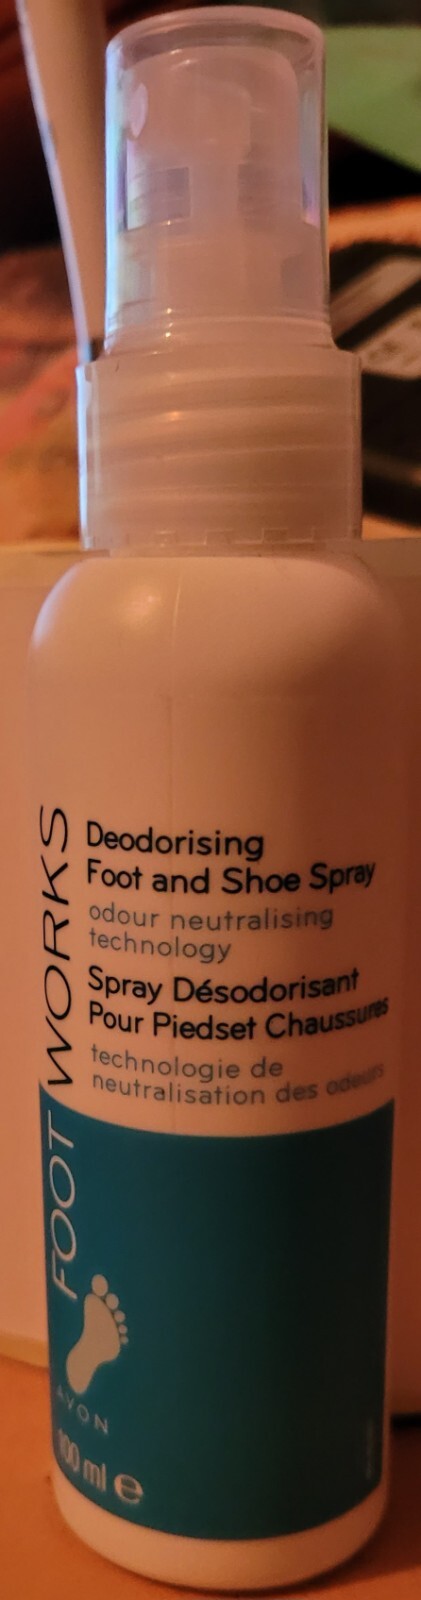 FOOT WORKS
Deodorising
Foot and Shoe Spray
odour neutralising
technology
Spray Désodorisant
Pour Piedset Chaussures
technologie de
neutralisation des odeurs
AVON
100 ml e